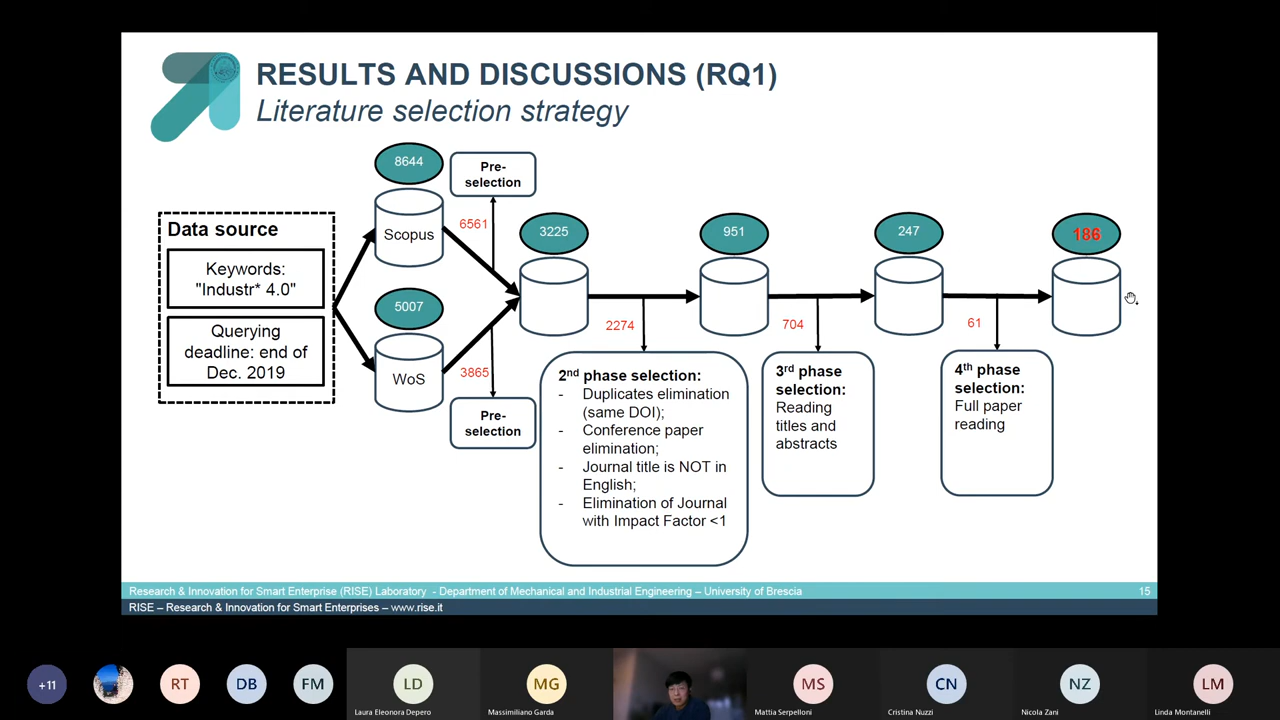 RESULTS AND DISCUSSIONS (RQ1)
Literature selection strategy
Data source
Keywords:
"Industr* 4.0"
Querying
deadline: end of
Dec. 2019
8644
Scopus
5007
WoS
Pre-
selection
6561
3865
Pre-
selection
3225
2274
2nd phase selection:
- Duplicates elimination
(same DOI);
- Conference paper
elimination;
- Journal title is NOT in
English;
- Elimination of Journal
with Impact Factor <1
951
704
3rd phase
selection:
Reading
titles and
abstracts
247
61
4th phase
selection:
Full paper
reading
186
Research & Innovation for Smart Enterprise (RISE) Laboratory - Department of Mechanical and Industrial Engineering – University of Brescia
15
RISE – Research & Innovation for Smart Enterprises – www.rise.it
+11
RT
DB
FM
LD
Laura Eleonora Depero
MG
Massimiliano Garda
MS
Mattia Serpelloni
CN
Cristina Nuzzi
NZ
Nicola Zani
LM
Linda Montanelli